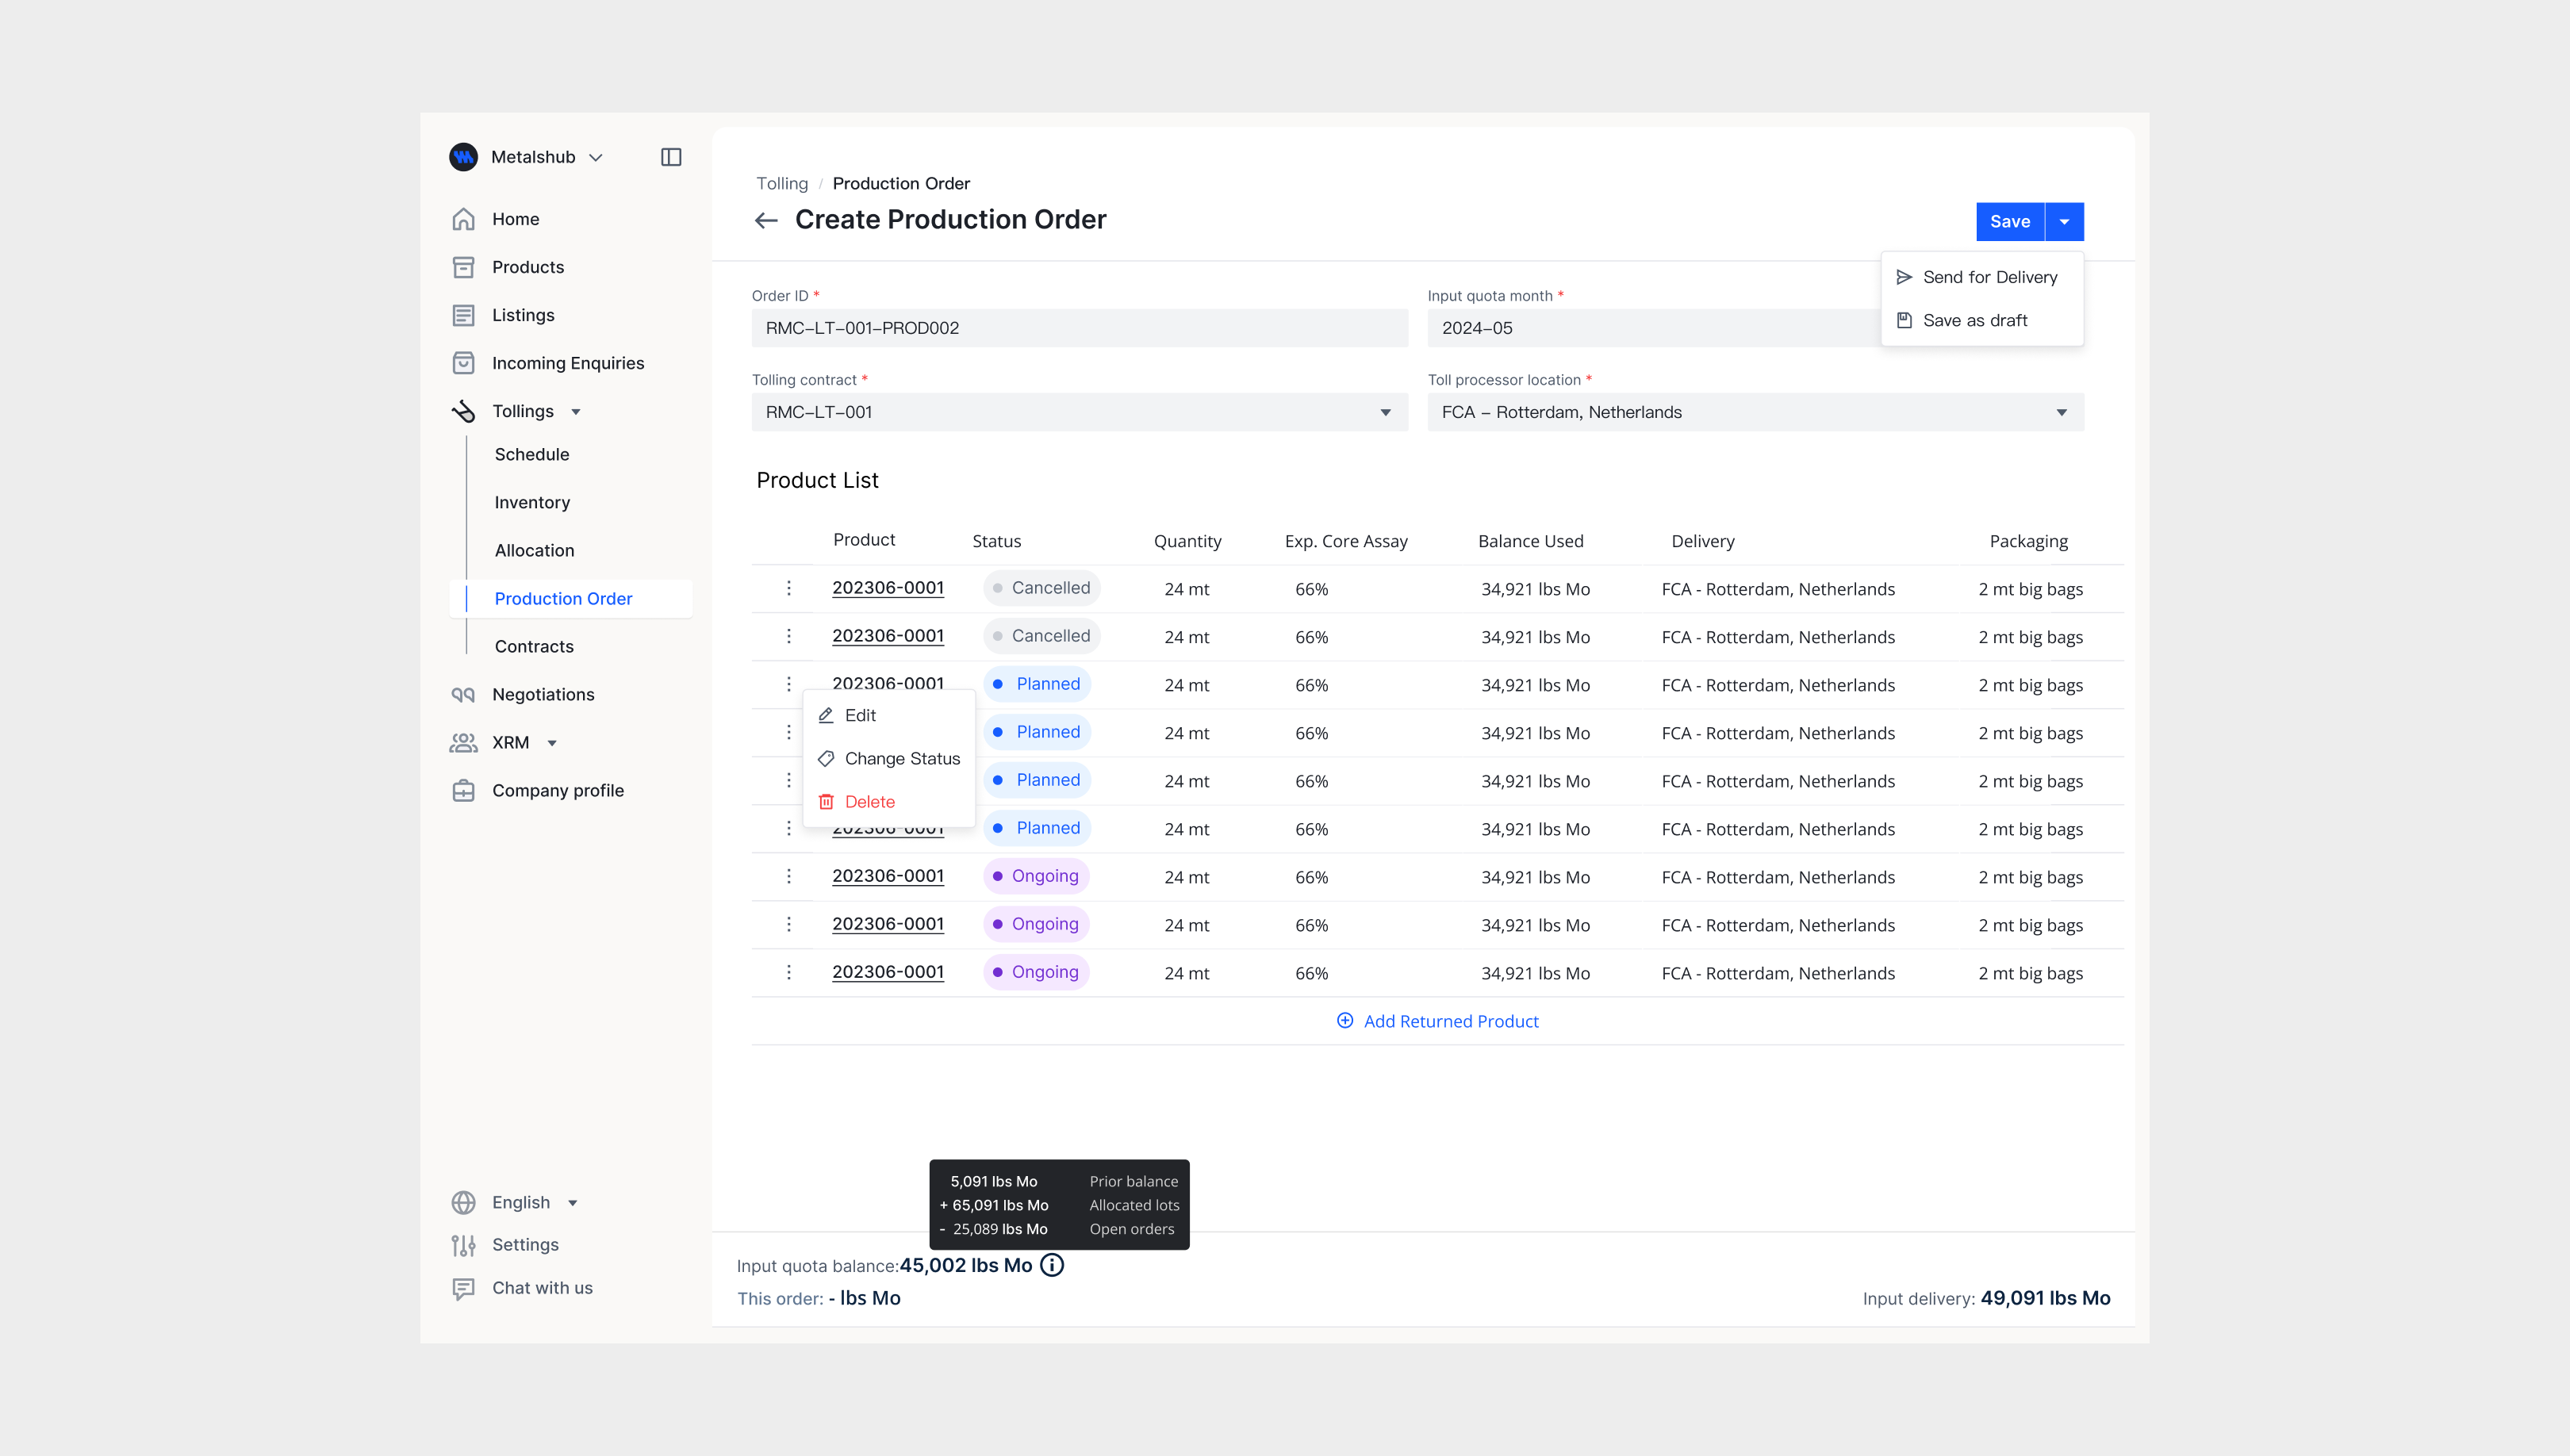 Metalshub
Home
Products
Listings
Incoming Enquiries
Tollings
Schedule
Inventory
Allocation
Production Order
Contracts
Negotiations
XRM
Company profile
English
Settings
Chat with us
Tolling / Production Order
Create Production Order
Save
Send for Delivery
Save as draft
Order ID *
RMC-LT-001-PROD002
Input quota month *
2024-05
Tolling contract *
RMC-LT-001
Toll processor location *
FCA – Rotterdam, Netherlands
Product List
Product Status Quantity Exp. Core Assay Balance Used Delivery Packaging
202306-0001 Cancelled 24 mt 66% 34,921 lbs Mo FCA - Rotterdam, Netherlands 2 mt big bags
202306-0001 Cancelled 24 mt 66% 34,921 lbs Mo FCA - Rotterdam, Netherlands 2 mt big bags
202306-0001 Planned 24 mt 66% 34,921 lbs Mo FCA - Rotterdam, Netherlands 2 mt big bags
Planned 24 mt 66% 34,921 lbs Mo FCA - Rotterdam, Netherlands 2 mt big bags
Planned 24 mt 66% 34,921 lbs Mo FCA - Rotterdam, Netherlands 2 mt big bags
202306-0001 Planned 24 mt 66% 34,921 lbs Mo FCA - Rotterdam, Netherlands 2 mt big bags
202306-0001 Ongoing 24 mt 66% 34,921 lbs Mo FCA - Rotterdam, Netherlands 2 mt big bags
202306-0001 Ongoing 24 mt 66% 34,921 lbs Mo FCA - Rotterdam, Netherlands 2 mt big bags
202306-0001 Ongoing 24 mt 66% 34,921 lbs Mo FCA - Rotterdam, Netherlands 2 mt big bags
Edit
Change Status
Delete
Add Returned Product
5,091 lbs Mo Prior balance
+ 65,091 lbs Mo Allocated lots
- 25,089 lbs Mo Open orders
Input quota balance:45,002 lbs Mo
This order: - lbs Mo
Input delivery: 49,091 lbs Mo